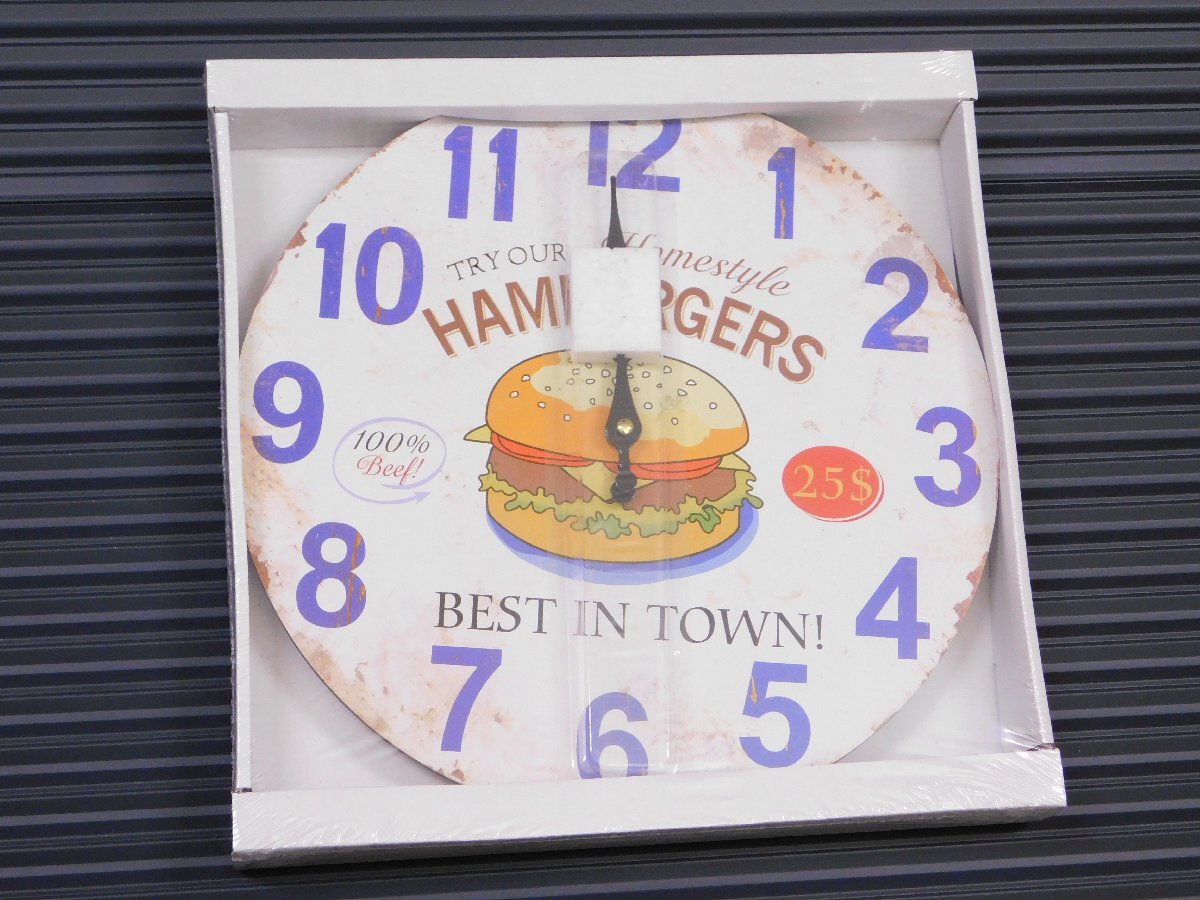 11 12 1
10 2
TRY OUR Homestyle
HAMBURGERS
9 3
100%
Beef!
25$
8 4
BEST IN TOWN!
7 5
6